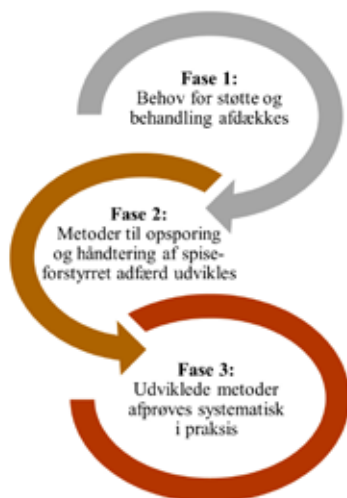 Fase 1:
Behov for støtte og
behandling afdækkes
Fase 2:
Metoder til opsporing
og håndtering af spise-
forstyrret adfærd udvikles
Fase 3:
Udviklede metoder
afprøves systematisk
i praksis